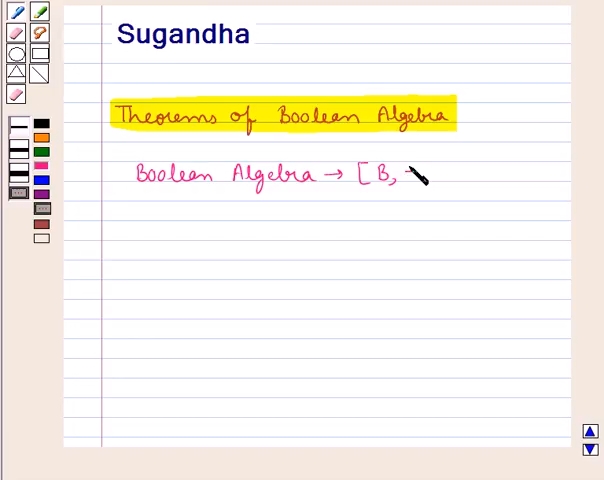 Sugandha
Theorems of Boolean Algebra
Boolean Algebra → [ B,